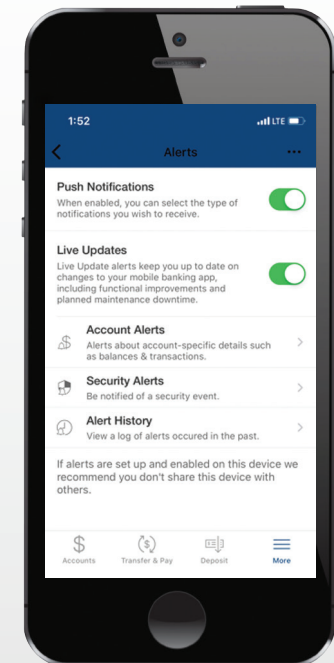 1:52
LTE
Alerts
Push Notifications
When enabled, you can select the type of
notifications you wish to receive.
Live Updates
Live Update alerts keep you up to date on
changes to your mobile banking app,
including functional improvements and
planned maintenance downtime.
Account Alerts
Alerts about account-specific details such
as balances & transactions.
Security Alerts
Be notified of a security event.
Alert History
View a log of alerts occured in the past.
If alerts are set up and enabled on this device we
recommend you don't share this device with
others.
Accounts
Transfer & Pay
Deposit
More